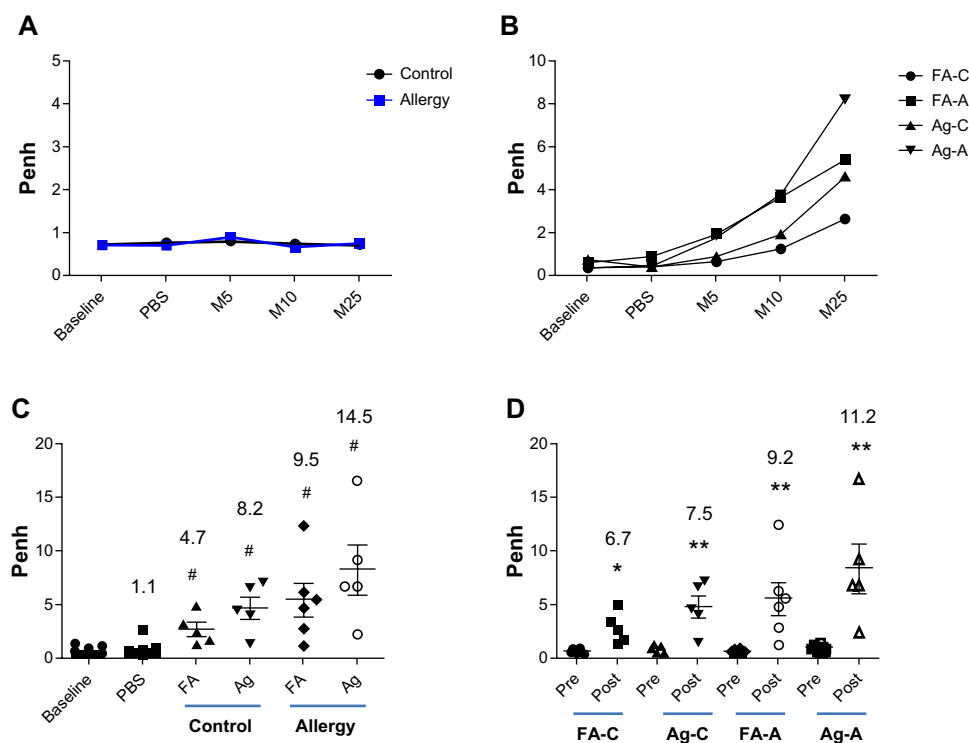 A
5
4
3
2
1
0
Penh
Control
Allergy
Baseline
PBS
M5
M10
M25
B
10
8
6
4
2
0
Penh
FA-C
FA-A
Ag-C
Ag-A
Baseline
PBS
M5
M10
M25
C
20
15
10
5
0
Penh
1.1
4.7
#
8.2
#
9.5
#
14.5
#
Baseline
PBS
FA
Ag
FA
Ag
Control
Allergy
D
20
15
10
5
0
Penh
6.7
*
7.5
**
9.2
**
11.2
**
Pre
Post
Pre
Post
Pre
Post
Pre
Post
FA-C
Ag-C
FA-A
Ag-A